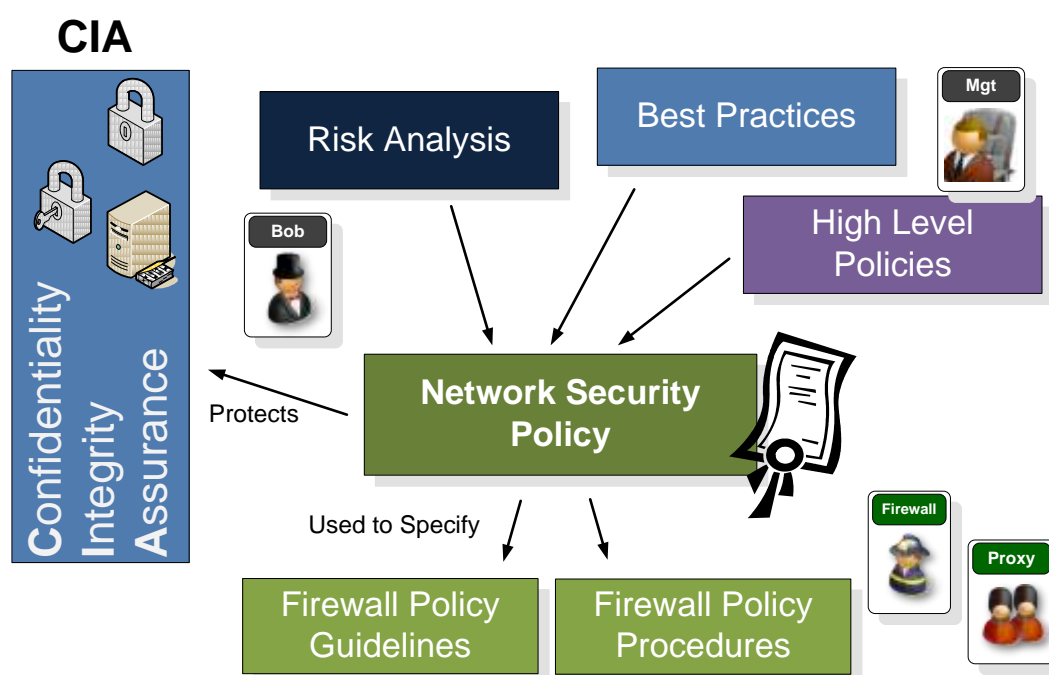 CIA
Confidentiality
Integrity
Assurance
Risk Analysis
Best Practices
Mgt
High Level
Policies
Bob
Network Security
Policy
Protects
Used to Specify
Firewall
Proxy
Firewall Policy
Guidelines
Firewall Policy
Procedures